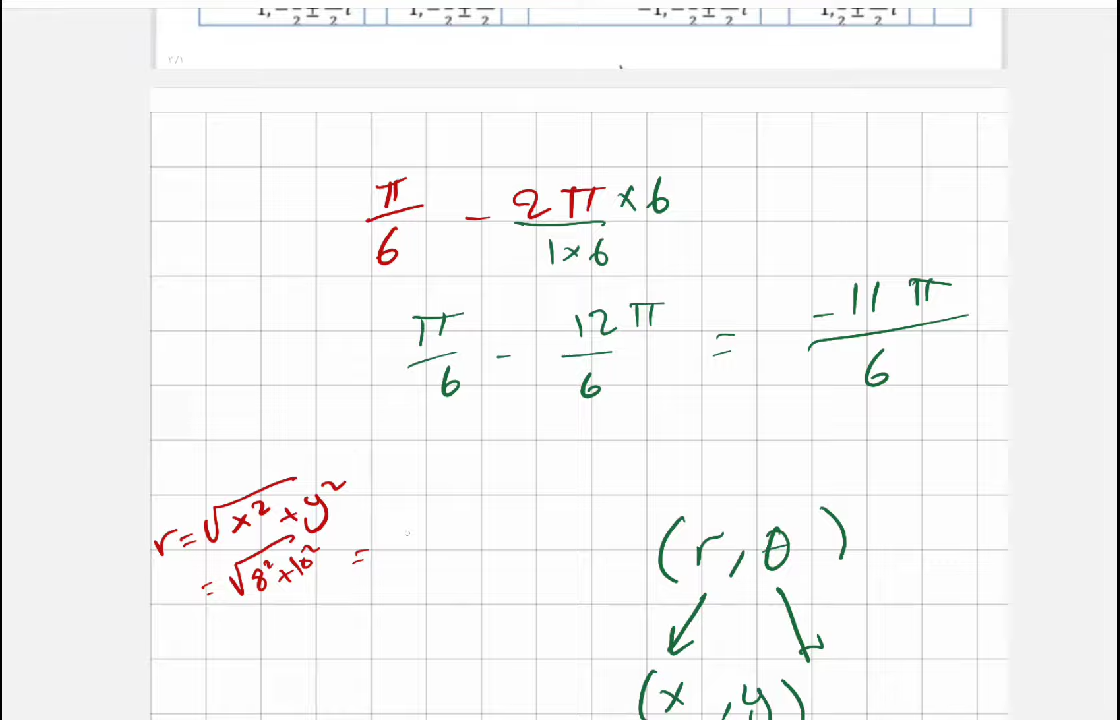 π/6 - 2π × 6 / 1 × 6
π/6 - 12π/6 = -11π/6
r = √x² + y²
= √8² + 10² =
(r, θ)
(x, y)